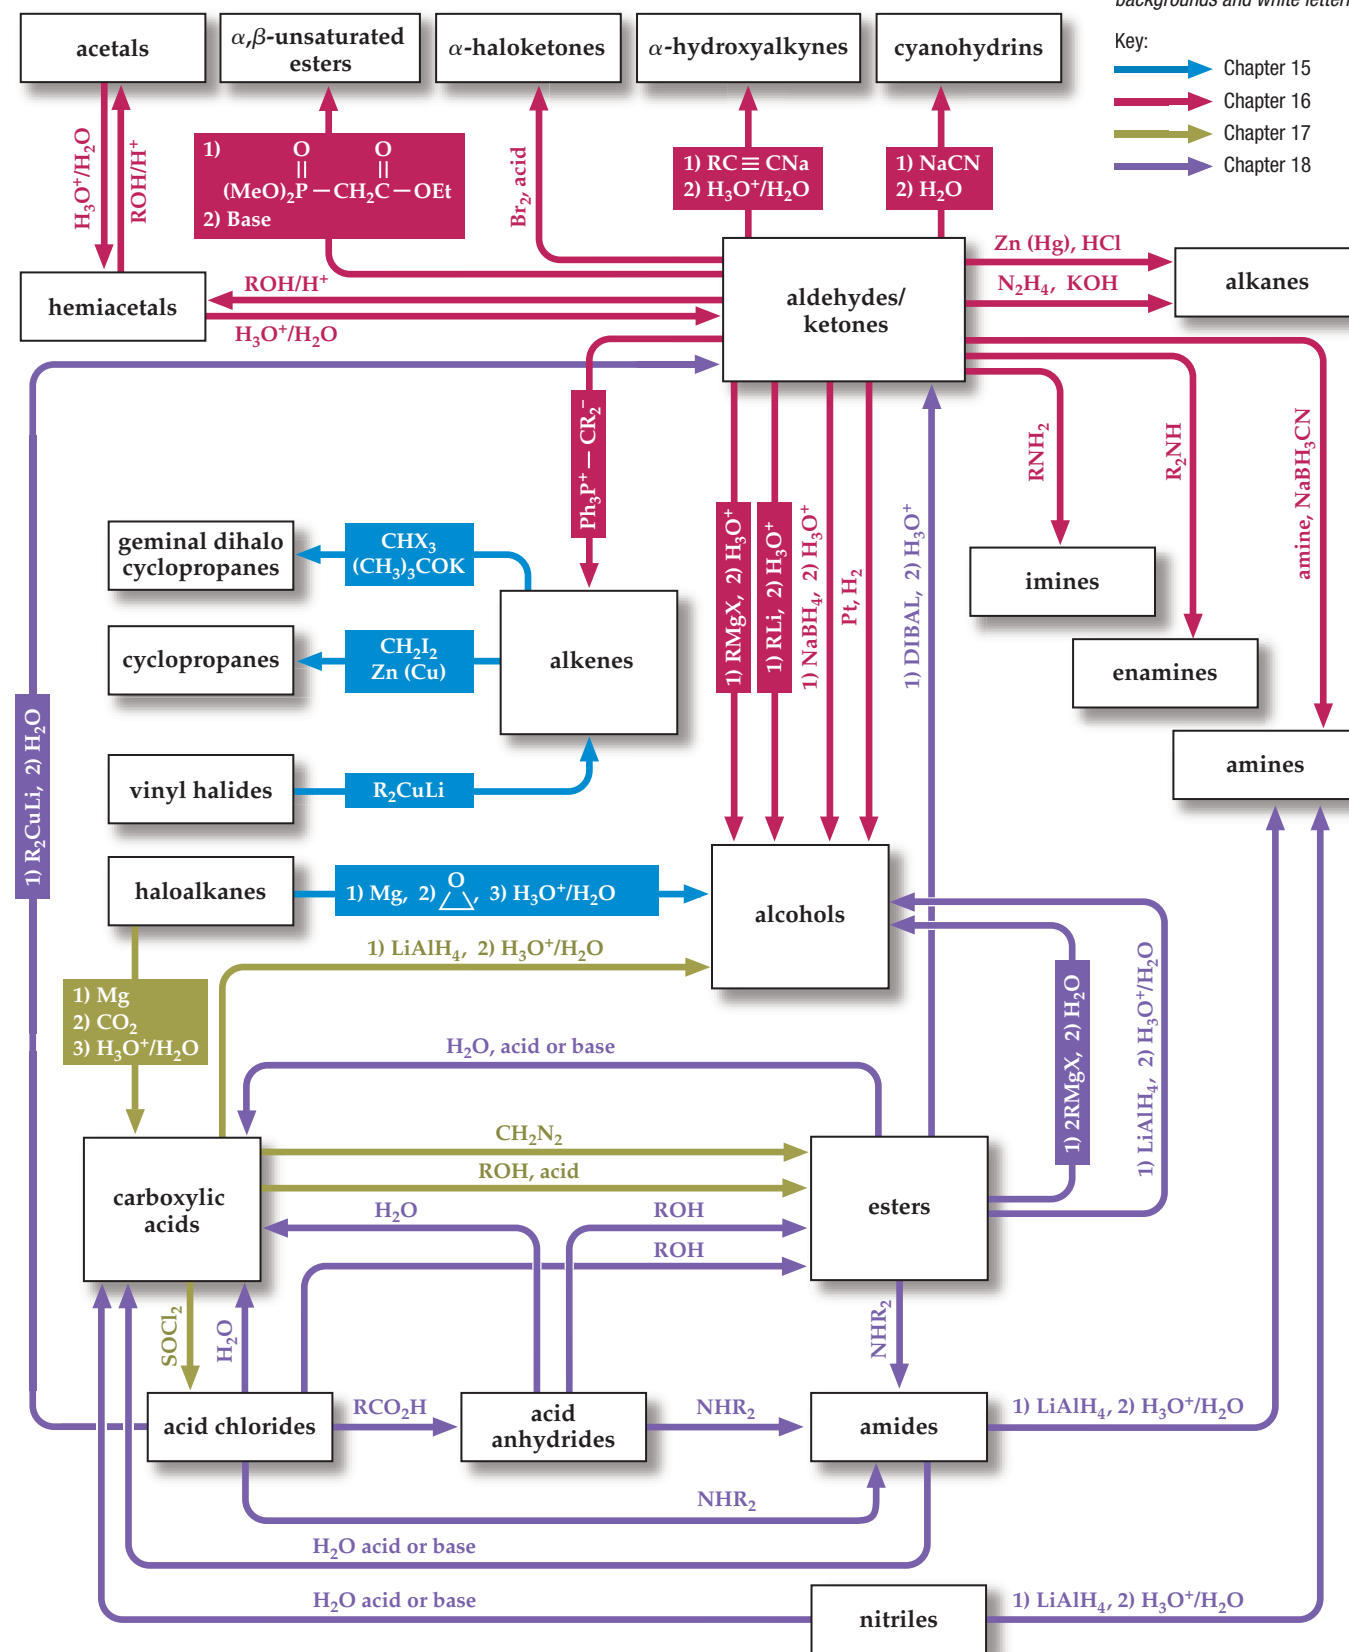 backgrounds and white letteri
Key:
Chapter 15
Chapter 16
Chapter 17
Chapter 18
acetals
α,β-unsaturated
esters
α-haloketones
α-hydroxyalkynes
cyanohydrins
H₃O⁺/H₂O
ROH/H⁺
1)
O
O
(MeO)₂P — CH₂C — OEt
2) Base
Br₂, acid
1) RC ≡ CNa
2) H₃O⁺/H₂O
1) NaCN
2) H₂O
hemiacetals
ROH/H⁺
H₃O⁺/H₂O
aldehydes/
ketones
Zn (Hg), HCl
N₂H₄, KOH
alkanes
Ph₃P⁺ — CR₂⁻
1) RMgX, 2) H₃O⁺
1) RLi, 2) H₃O⁺
1) NaBH₄, 2) H₃O⁺
Pt, H₂
1) DIBAL, 2) H₃O⁺
RNH₂
R₂NH
amine, NaBH₃CN
geminal dihalo
cyclopropanes
CHX₃
(CH₃)₃COK
imines
cyclopropanes
CH₂I₂
Zn (Cu)
alkenes
enamines
1) R₂CuLi, 2) H₂O
vinyl halides
R₂CuLi
amines
haloalkanes
1) Mg, 2)
O
, 3) H₃O⁺/H₂O
alcohols
1) LiAlH₄, 2) H₃O⁺/H₂O
1) Mg
2) CO₂
3) H₃O⁺/H₂O
H₂O, acid or base
1) 2RMgX, 2) H₂O
1) LiAlH₄, 2) H₃O⁺/H₂O
carboxylic
acids
CH₂N₂
ROH, acid
H₂O
ROH
ROH
esters
SOCl₂
H₂O
NHR₂
acid chlorides
RCO₂H
acid
anhydrides
NHR₂
amides
1) LiAlH₄, 2) H₃O⁺/H₂O
NHR₂
H₂O acid or base
H₂O acid or base
nitriles
1) LiAlH₄, 2) H₃O⁺/H₂O